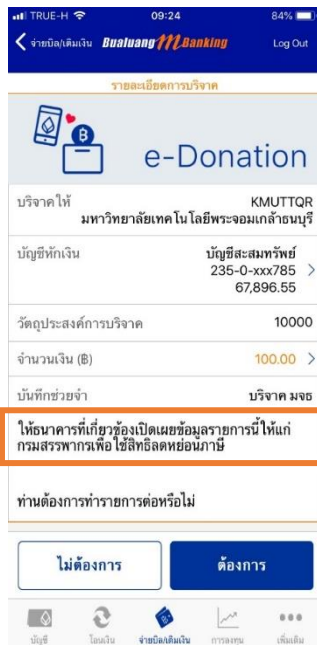 TRUE-H 09:24 84%
จ่ายบิล/เติมเงิน Bualuang mBanking Log Out
รายละเอียดการบริจาค
฿ e-Donation
บริจาคให้ KMUTTQR
มหาวิทยาลัยเทคโนโลยีพระจอมเกล้าธนบุรี
บัญชีหักเงิน บัญชีสะสมทรัพย์
235-0-xxx785
67,896.55
วัตถุประสงค์การบริจาค 10000
จำนวนเงิน (฿) 100.00
บันทึกช่วยจำ บริจาค มจธ
ให้ธนาคารที่เกี่ยวข้องเปิดเผยข้อมูลรายการนี้ให้แก่
กรมสรรพากรเพื่อใช้สิทธิลดหย่อนภาษี
ท่านต้องการทำรายการต่อหรือไม่
ไม่ต้องการ ต้องการ
บัญชี โอนเงิน จ่ายบิล/เติมเงิน การลงทุน เพิ่มเติม